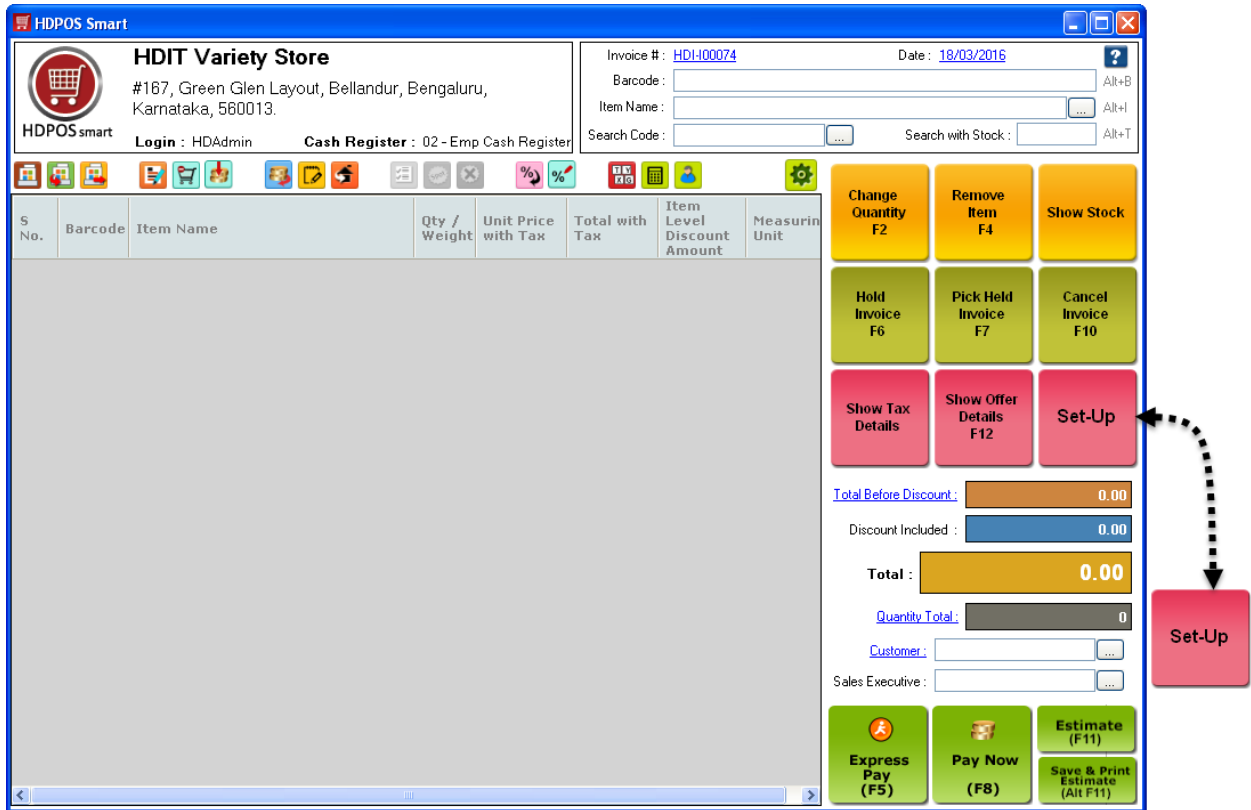 HDPOS Smart
HDPOS smart
HDIT Variety Store
#167, Green Glen Layout, Bellandur, Bengaluru,
Karnataka, 560013.
Login : HDAdmin Cash Register : 02 - Emp Cash Register
Invoice # : HDI-I00074 Date : 18/03/2016 ?
Barcode : Alt+B
Item Name : ... Alt+I
Search Code : ... Search with Stock : Alt+T
S
No.
Barcode
Item Name
Qty /
Weight
Unit Price
with Tax
Total with
Tax
Item
Level
Discount
Amount
Measurin
Unit
Change
Quantity
F2
Remove
Item
F4
Show Stock
Hold
Invoice
F6
Pick Held
Invoice
F7
Cancel
Invoice
F10
Show Tax
Details
Show Offer
Details
F12
Set-Up
Total Before Discount : 0.00
Discount Included : 0.00
Total : 0.00
Quantity Total : 0
Customer : ...
Sales Executive : ...
Set-Up
Express
Pay
(F5)
Pay Now
(F8)
Estimate
(F11)
Save & Print
Estimate
(Alt F11)